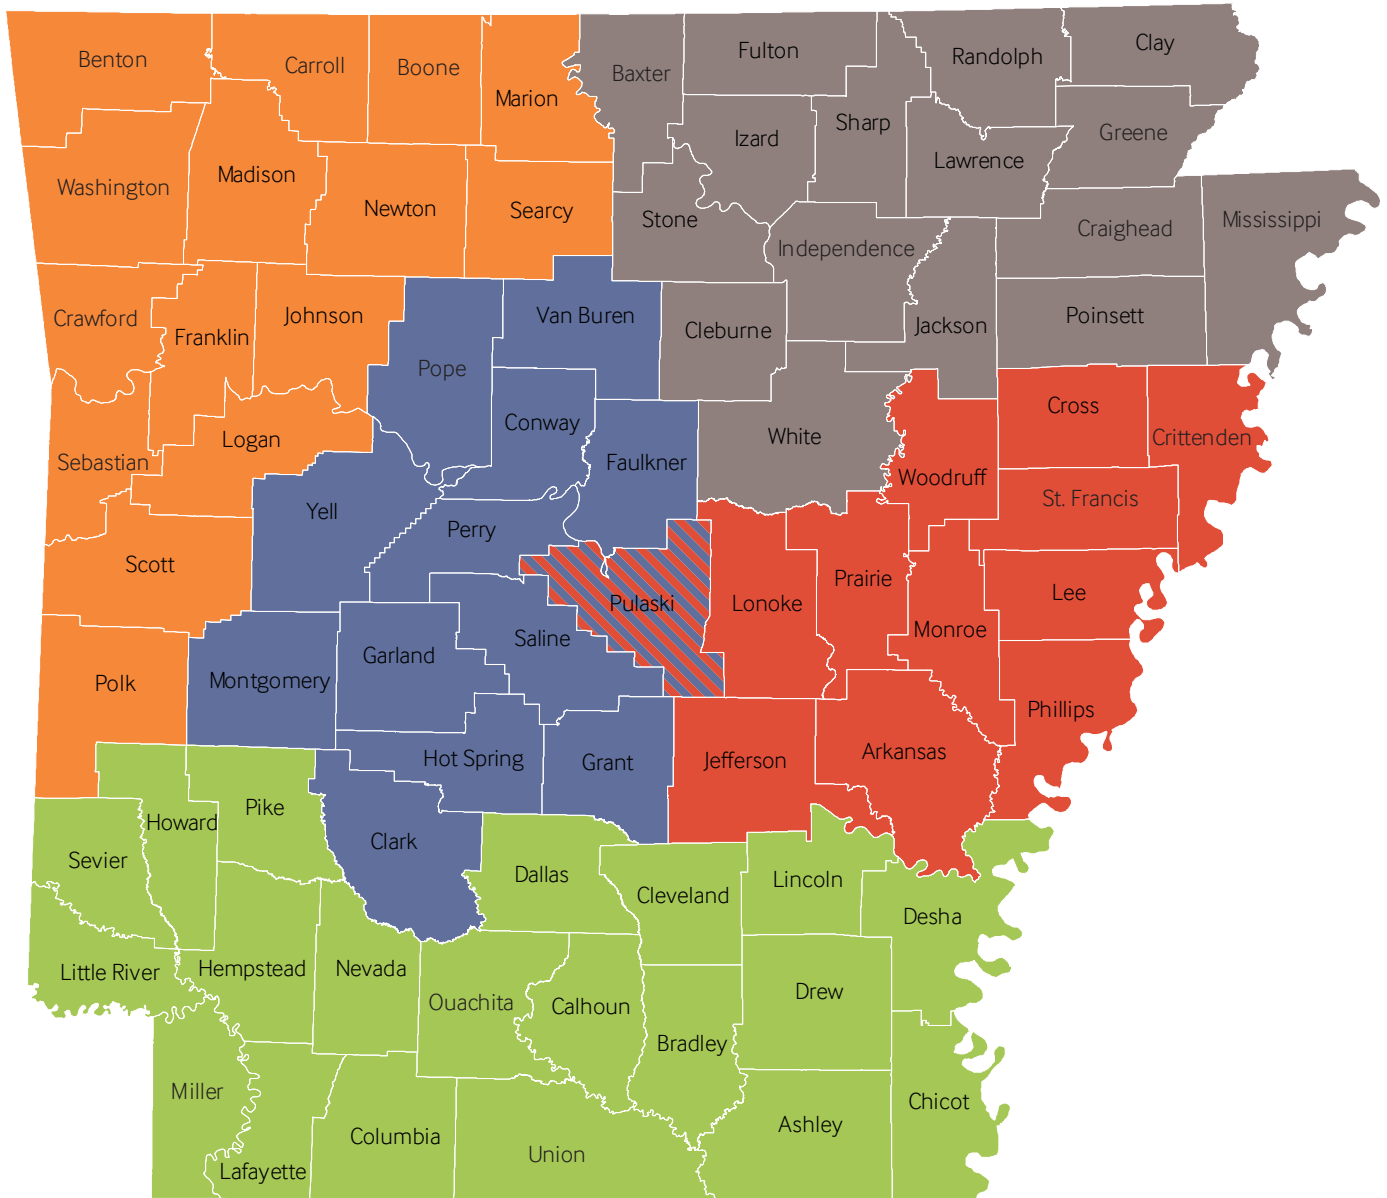 Benton
Carroll
Boone
Marion
Baxter
Fulton
Randolph
Clay
Washington
Madison
Newton
Searcy
Stone
Izard
Sharp
Lawrence
Greene
Independence
Craighead
Mississippi
Crawford
Franklin
Johnson
Pope
Van Buren
Cleburne
Jackson
Poinsett
Sebastian
Logan
Conway
Faulkner
White
Woodruff
Cross
Crittenden
Yell
Perry
St. Francis
Scott
Saline
Pulaski
Lonoke
Prairie
Monroe
Lee
Polk
Montgomery
Garland
Hot Spring
Grant
Jefferson
Arkansas
Phillips
Howard
Pike
Clark
Sevier
Dallas
Cleveland
Lincoln
Desha
Little River
Hempstead
Nevada
Ouachita
Calhoun
Bradley
Drew
Miller
Lafayette
Columbia
Union
Ashley
Chicot